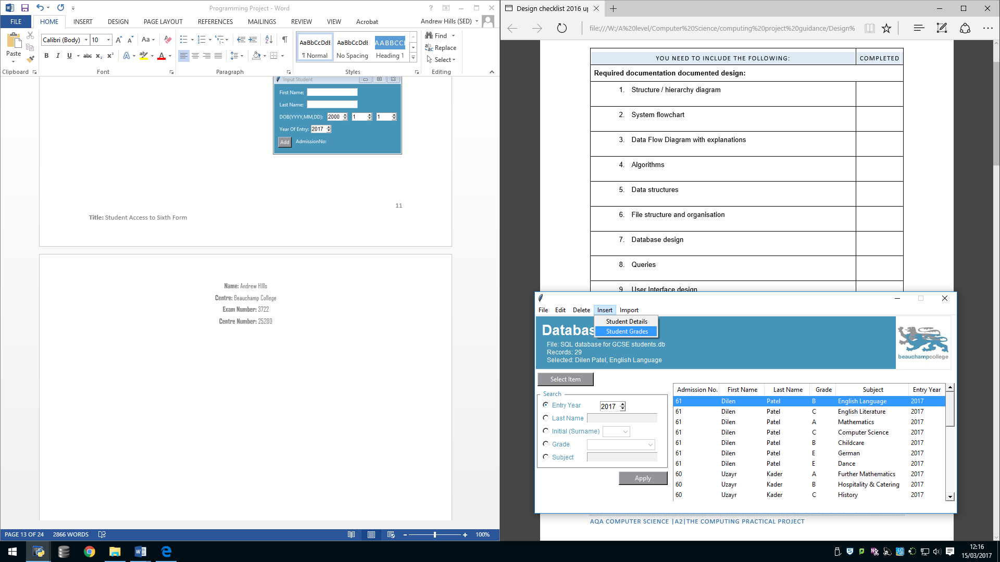 Programming Project - Word
FILE HOME INSERT DESIGN PAGE LAYOUT REFERENCES MAILINGS REVIEW VIEW Acrobat Andrew Hills (SED)
Calibri (Body) 10 Aa
Paste
B I U abc x₂ x² A ab A
AaBbCcDdE AaBbCcDdE AABBCCI
¶ Normal No Spacing Heading 1
Find
Replace
Select
Clipboard Font Paragraph Styles Editing
Input Student
First Name:
Last Name:
DOB(YYYY,MM,DD): 2000 1 1
Year Of Entry: 2017
Add AdmissionNo:
11
Title: Student Access to Sixth Form
Name: Andrew Hills
Centre: Beauchamp College
Exam Number: 3722
Centre Number: 25280
PAGE 13 OF 24 2866 WORDS 100%
Design checklist 2016 up
file:///W:/A%20level/Computer%20Science/computing%20project%20guidance/Design%
YOU NEED TO INCLUDE THE FOLLOWING: COMPLETED
Required documentation documented design:
1. Structure / hierarchy diagram
2. System flowchart
3. Data Flow Diagram with explanations
4. Algorithms
5. Data structures
6. File structure and organisation
7. Database design
8. Queries
9 User Interface design
File Edit Delete Insert Import
Student Details
Student Grades
Databas
File: SQL database for GCSE students.db
Records: 29
Selected: Dilen Patel, English Language
beauchampcollege
Select Item
Search
Entry Year 2017
Last Name
Initial (Surname)
Grade
Subject
Apply
Admission No. First Name Last Name Grade Subject Entry Year
61 Dilen Patel B English Language 2017
61 Dilen Patel C English Literature 2017
61 Dilen Patel A Mathematics 2017
61 Dilen Patel C Computer Science 2017
61 Dilen Patel B Childcare 2017
61 Dilen Patel E German 2017
61 Dilen Patel E Dance 2017
60 Uzayr Kader A Further Mathematics 2017
60 Uzayr Kader B Hospitality & Catering 2017
60 Uzayr Kader C History 2017
AQA COMPUTER SCIENCE |A2|THE COMPUTING PRACTICAL PROJECT
12:16
15/03/2017